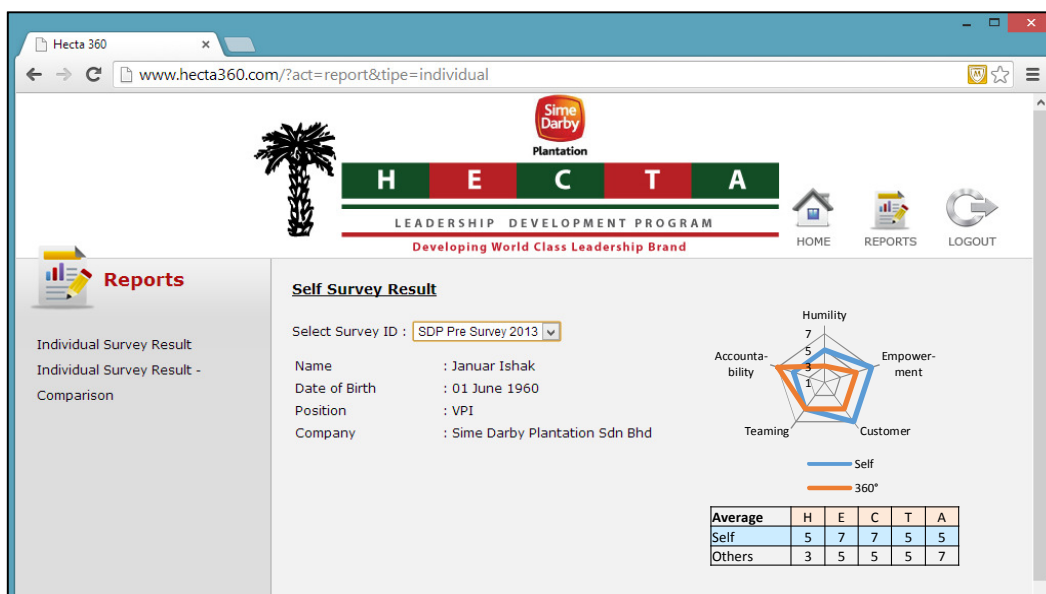 Hecta 360
www.hecta360.com/?act=report&tipe=individual
Sime
Darby
Plantation
H E C T A
LEADERSHIP DEVELOPMENT PROGRAM
Developing World Class Leadership Brand
HOME REPORTS LOGOUT
Reports
Individual Survey Result
Individual Survey Result -
Comparison
Self Survey Result
Select Survey ID : SDP Pre Survey 2013
Name : Januar Ishak
Date of Birth : 01 June 1960
Position : VPI
Company : Sime Darby Plantation Sdn Bhd
Humility
7
5
3
1
Accounta-
bility
Empower-
ment
Teaming
Customer
Self
360°
Average H E C T A
Self 5 7 7 5 5
Others 3 5 5 5 7